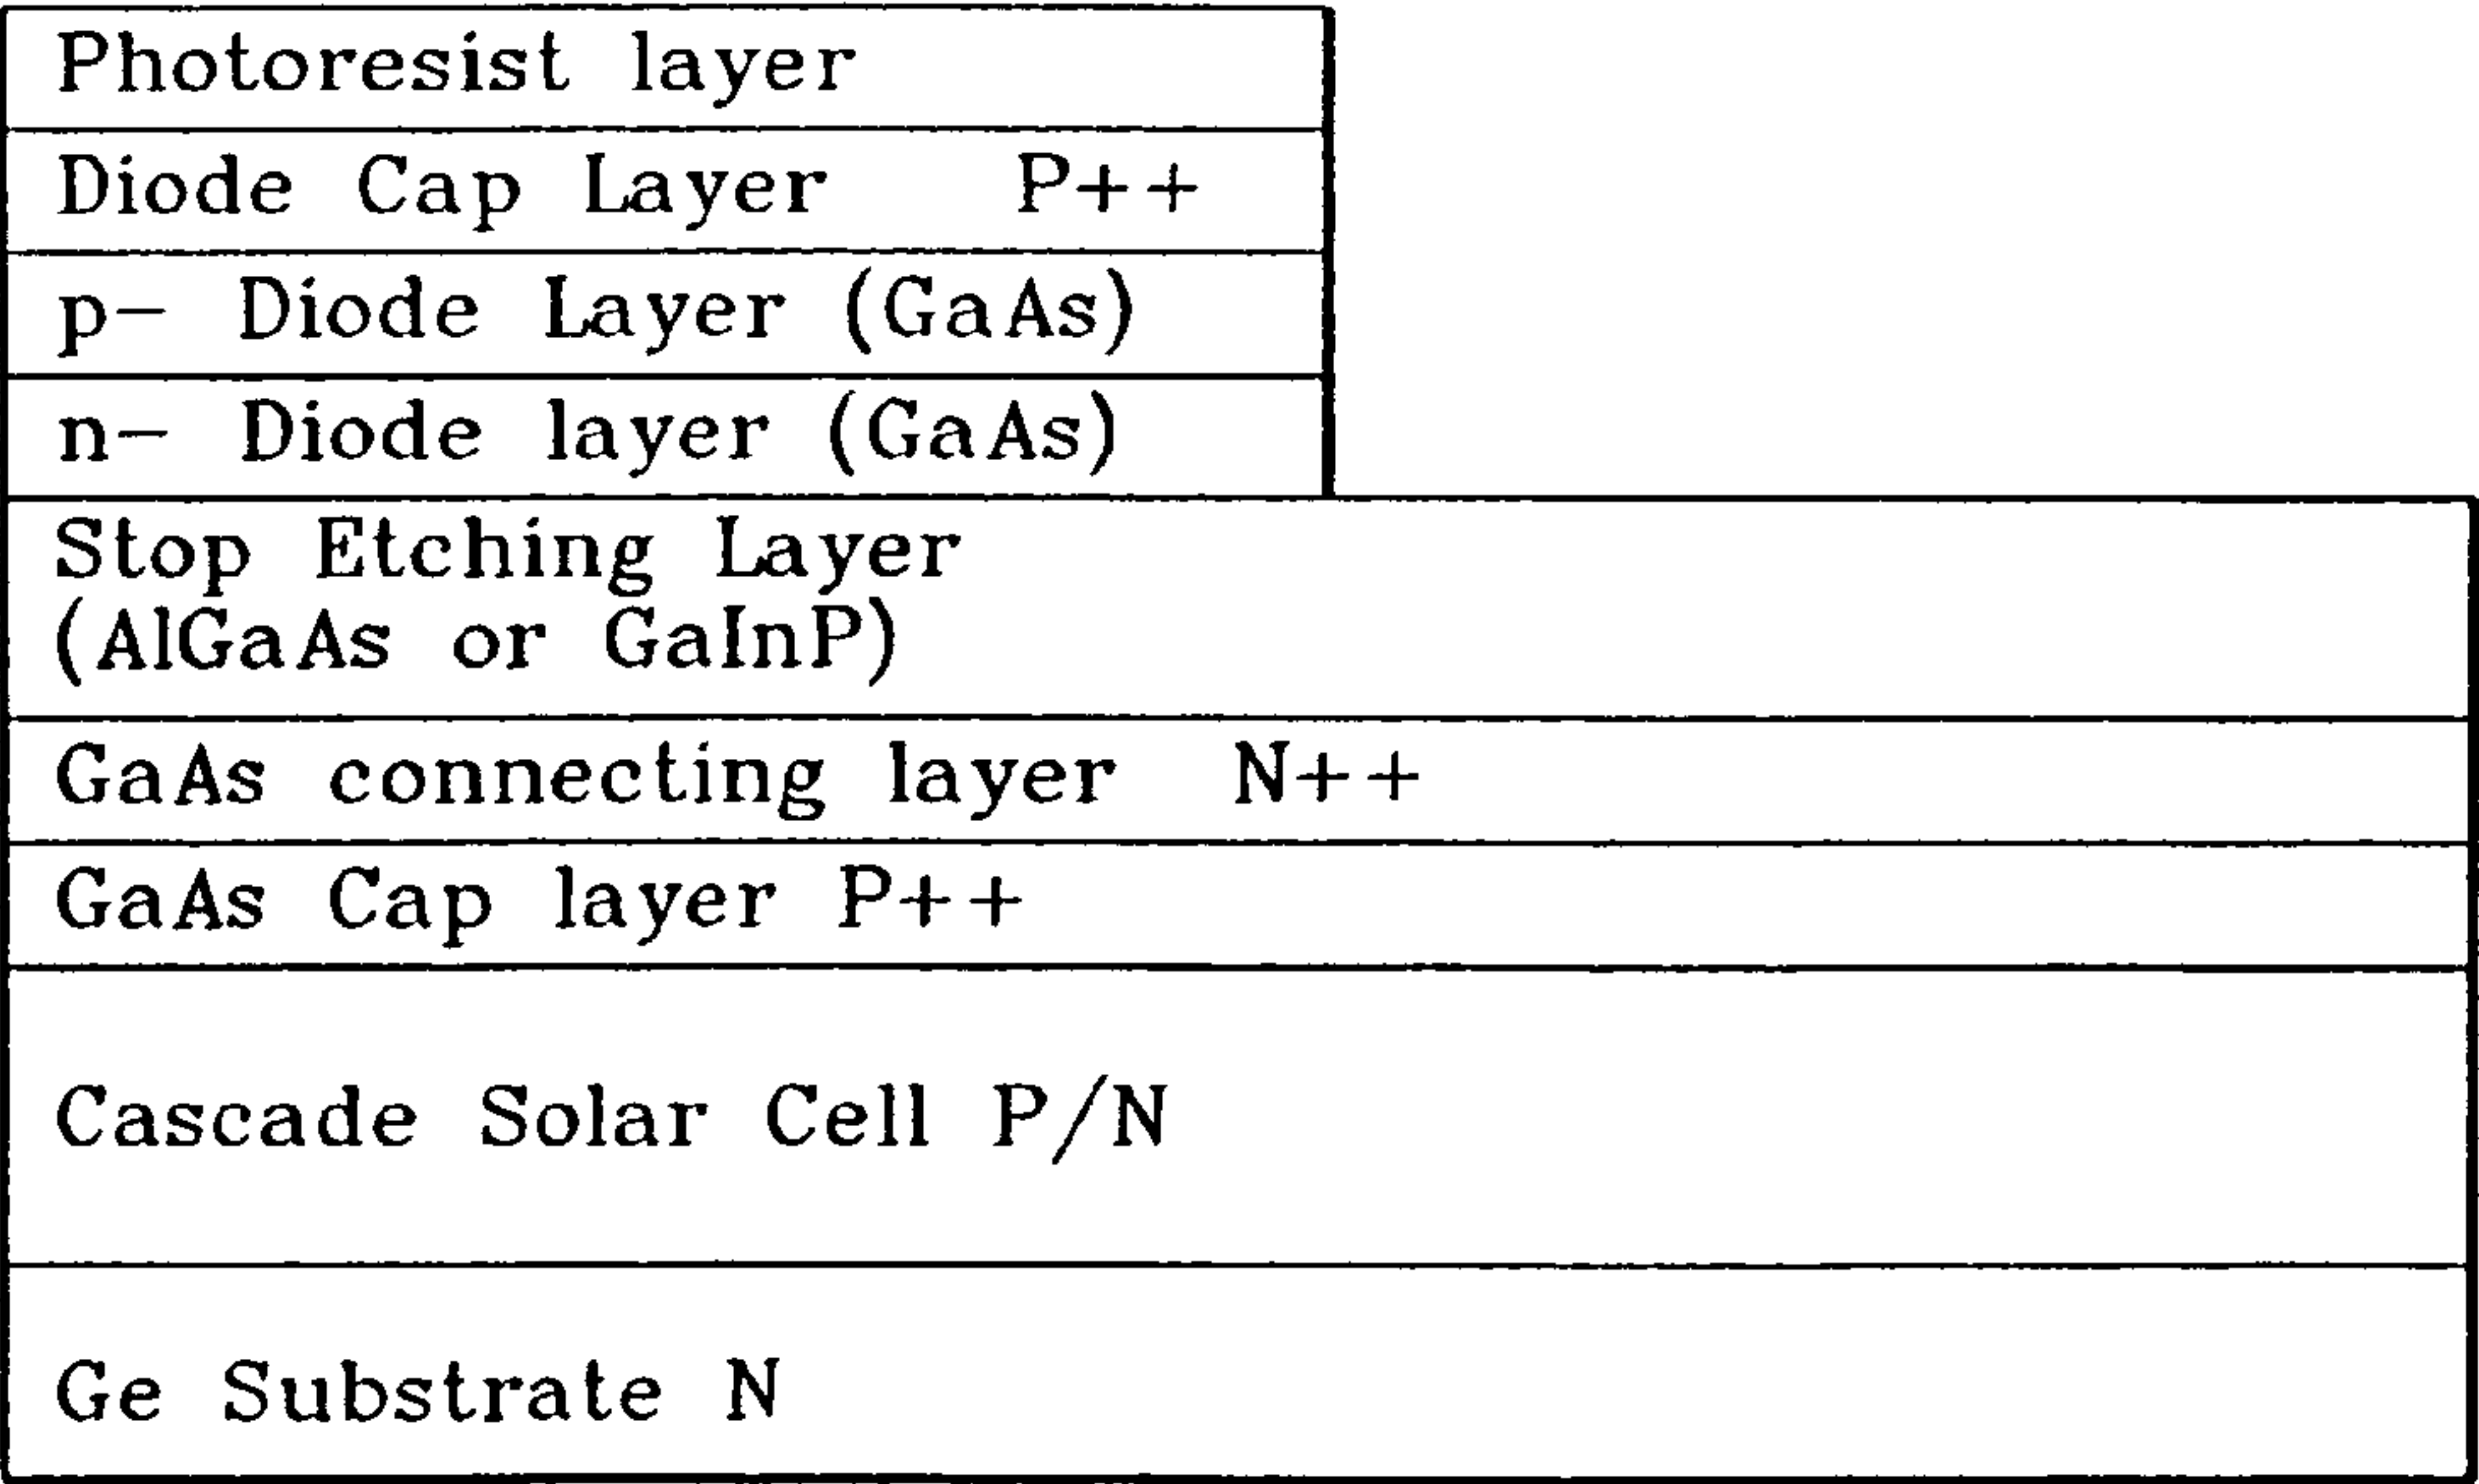 Photoresist layer
Diode Cap Layer P++
p- Diode Layer (GaAs)
n- Diode layer (GaAs)
Stop Etching Layer
(AlGaAs or GaInP)
GaAs connecting layer N++
GaAs Cap layer P++
Cascade Solar Cell P/N
Ge Substrate N